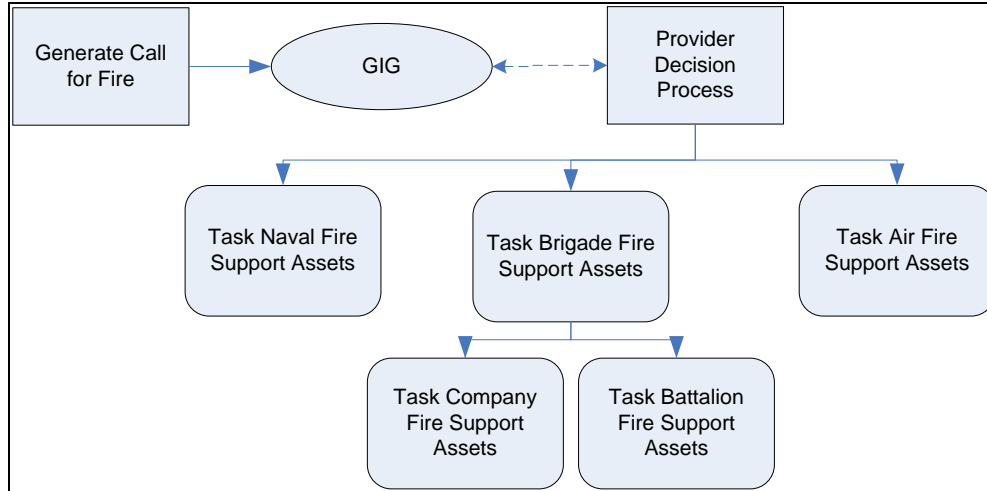 Generate Call
for Fire
GIG
Provider
Decision
Process
Task Naval Fire
Support Assets
Task Brigade Fire
Support Assets
Task Air Fire
Support Assets
Task Company
Fire Support
Assets
Task Battalion
Fire Support
Assets